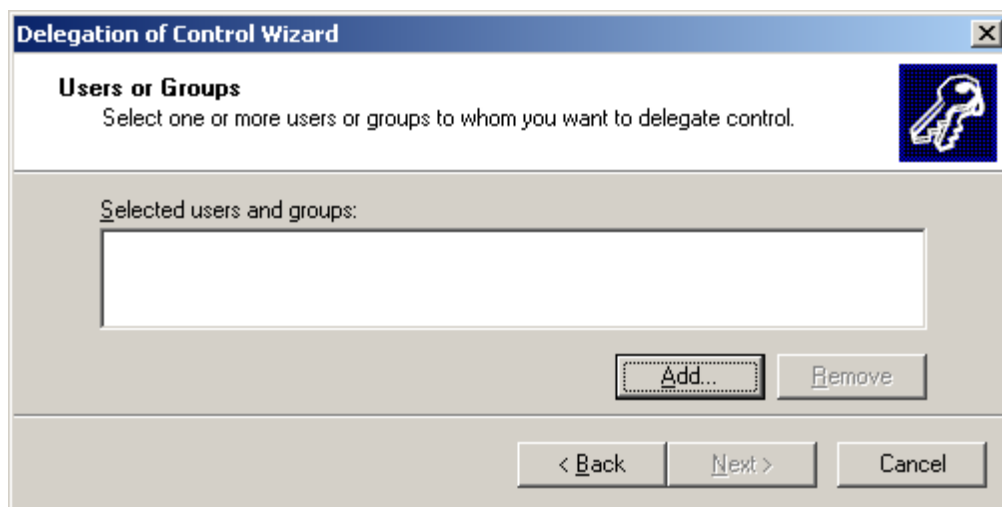 Delegation of Control Wizard
Users or Groups
Select one or more users or groups to whom you want to delegate control.
Selected users and groups:
Add... Remove
< Back Next > Cancel